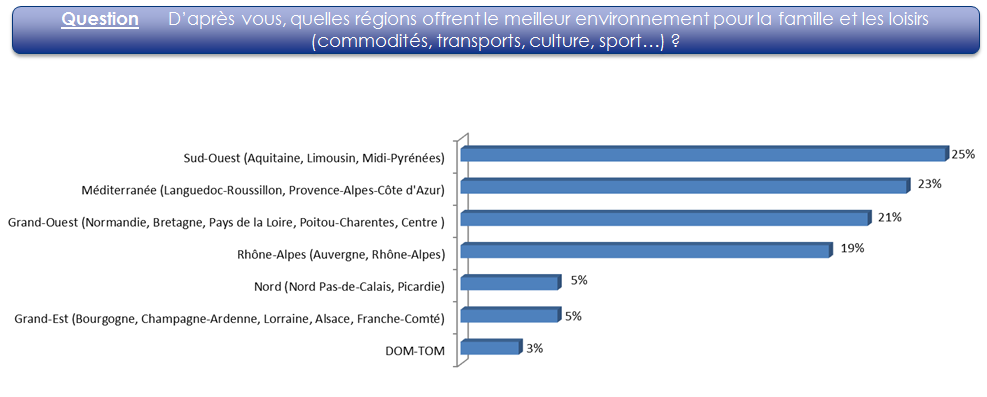 Question D'après vous, quelles régions offrent le meilleur environnement pour la famille et les loisirs
(commodités, transports, culture, sport…) ?
Sud-Ouest (Aquitaine, Limousin, Midi-Pyrénées) 25%
Méditerranée (Languedoc-Roussillon, Provence-Alpes-Côte d'Azur) 23%
Grand-Ouest (Normandie, Bretagne, Pays de la Loire, Poitou-Charentes, Centre ) 21%
Rhône-Alpes (Auvergne, Rhône-Alpes) 19%
Nord (Nord Pas-de-Calais, Picardie) 5%
Grand-Est (Bourgogne, Champagne-Ardenne, Lorraine, Alsace, Franche-Comté) 5%
DOM-TOM 3%